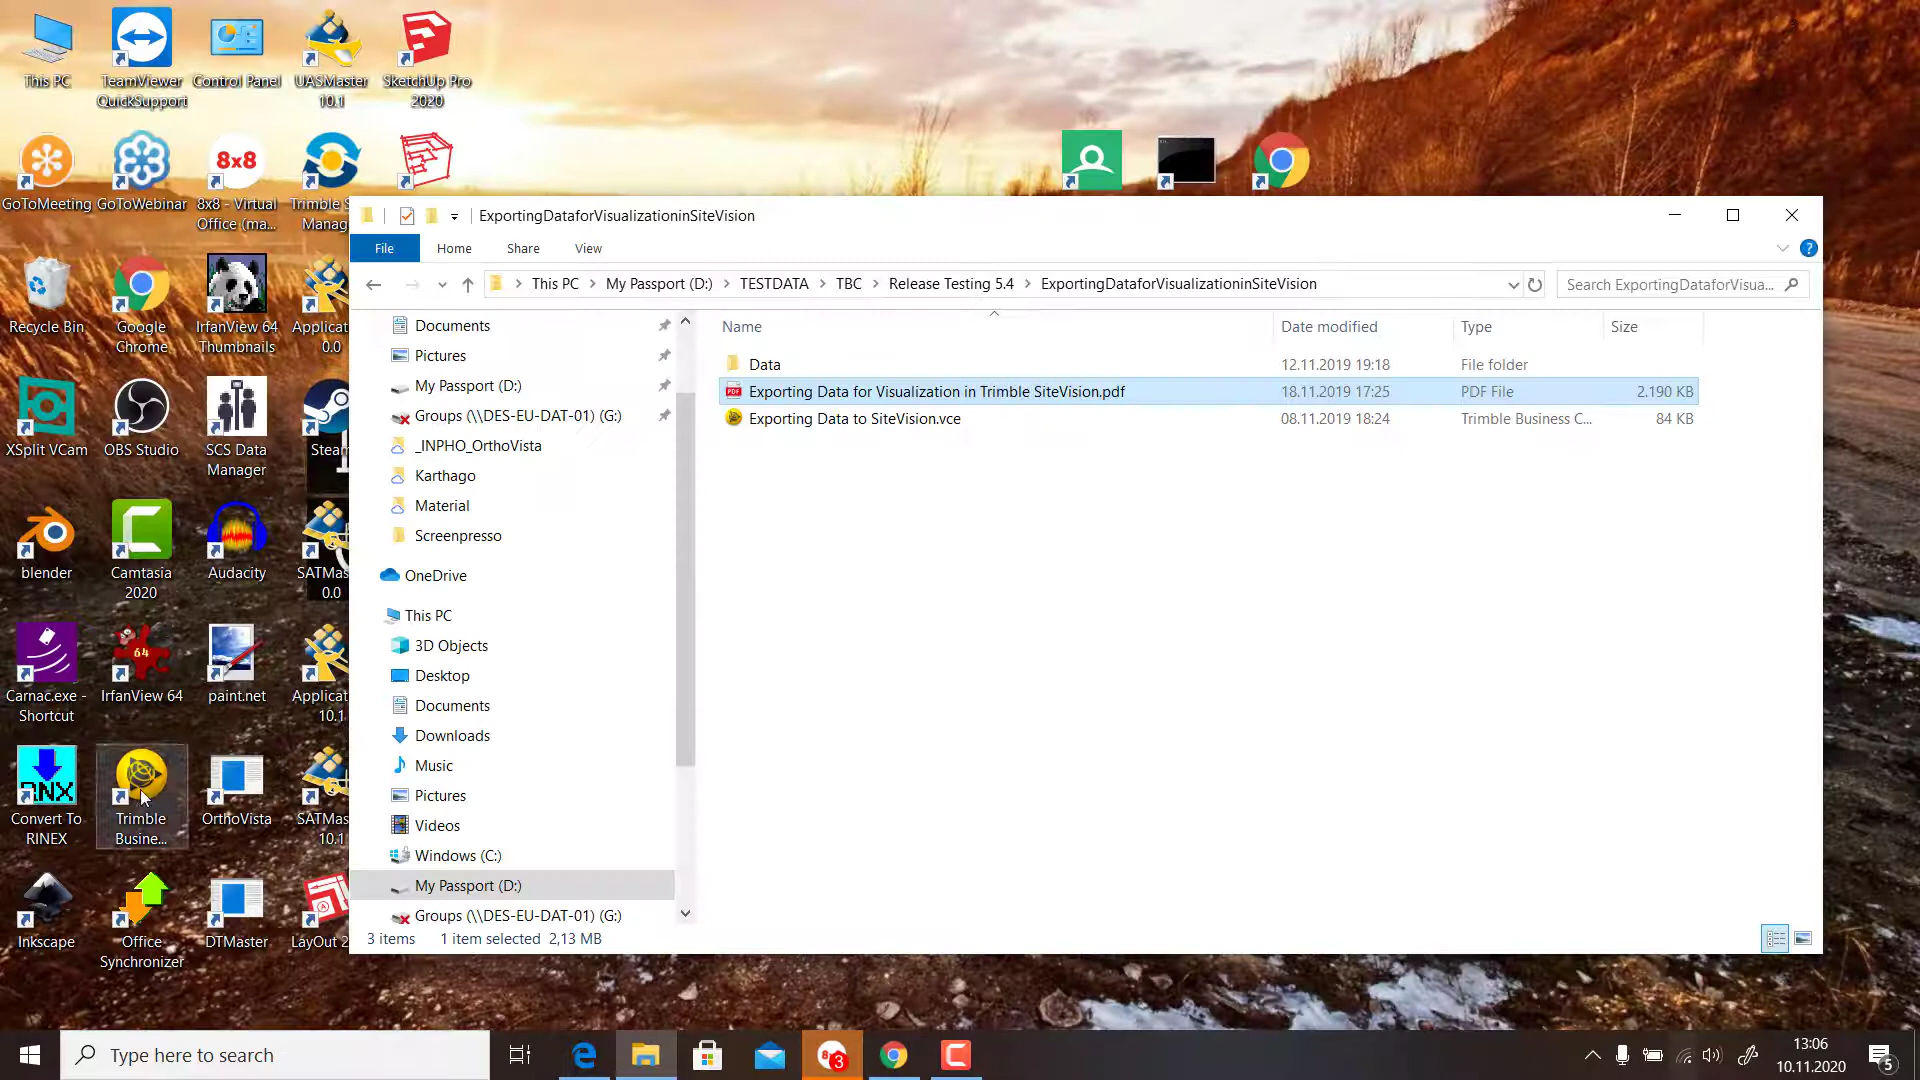 This PC
TeamViewer
QuickSupport
Control Panel
UASMaster
10.1
SketchUp Pro
2020
8x8
GoToMeeting
GoToWebinar
8x8 - Virtual
Office (ma...
Trimble S
Manag
Recycle Bin
Google
Chrome
IrfanView 64
Thumbnails
Applicat
0.0
XSplit VCam
OBS Studio
SCS Data
Manager
Steam
blender
Camtasia
2020
Audacity
SATMas
0.0
64
Carnac.exe -
Shortcut
IrfanView 64
paint.net
Applicat
10.1
RNX
Convert To
RINEX
Trimble
Busine...
OrthoVista
SATMas
10.1
Inkscape
Office
Synchronizer
DTMaster
LayOut 2
ExportingDataforVisualizationinSiteVision
File
Home
Share
View
?
This PC
My Passport (D:)
TESTDATA
TBC
Release Testing 5.4
ExportingDataforVisualizationinSiteVision
Search ExportingDataforVisua...
Documents
Pictures
My Passport (D:)
Groups (\\DES-EU-DAT-01) (G:)
_INPHO_OrthoVista
Karthago
Material
Screenpresso
OneDrive
This PC
3D Objects
Desktop
Documents
Downloads
Music
Pictures
Videos
Windows (C:)
My Passport (D:)
Groups (\\DES-EU-DAT-01) (G:)
Name Date modified Type Size
Data 12.11.2019 19:18 File folder
PDF Exporting Data for Visualization in Trimble SiteVision.pdf 18.11.2019 17:25 PDF File 2.190 KB
Exporting Data to SiteVision.vce 08.11.2019 18:24 Trimble Business C... 84 KB
3 items 1 item selected 2,13 MB
Type here to search
8 3
13:06
10.11.2020
5